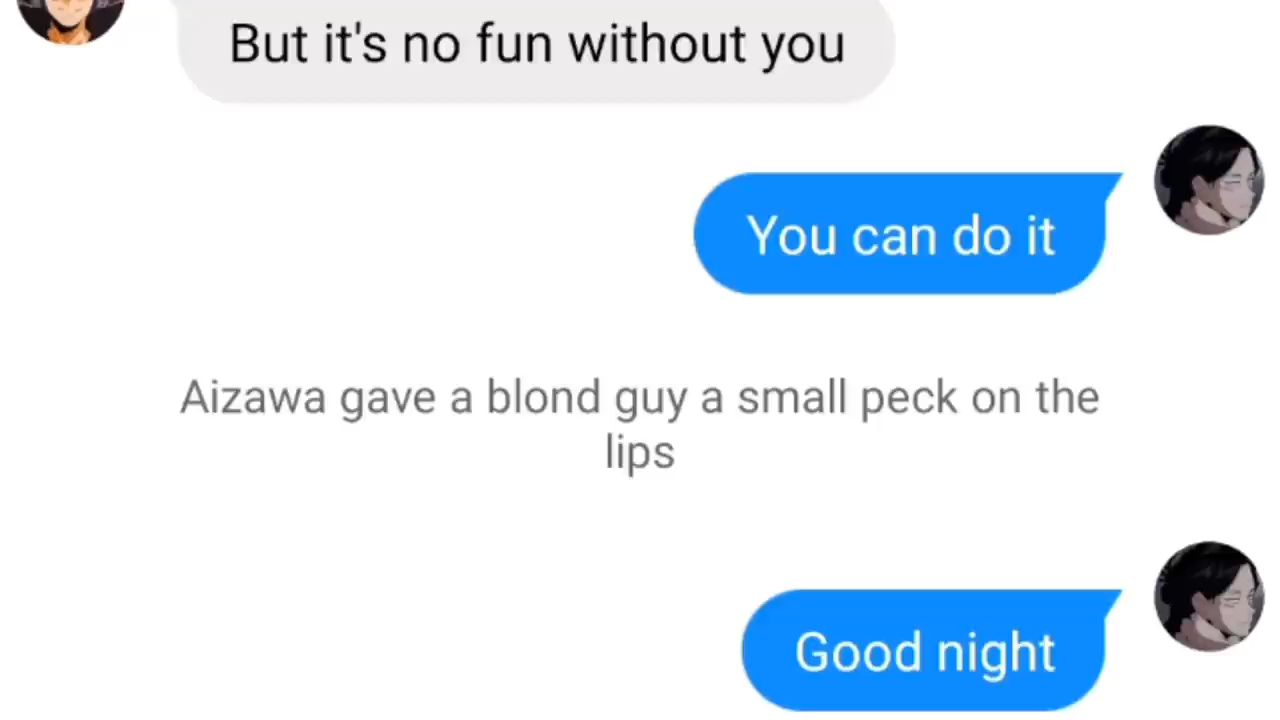 But it's no fun without you
You can do it
Aizawa gave a blond guy a small peck on the
lips
Good night